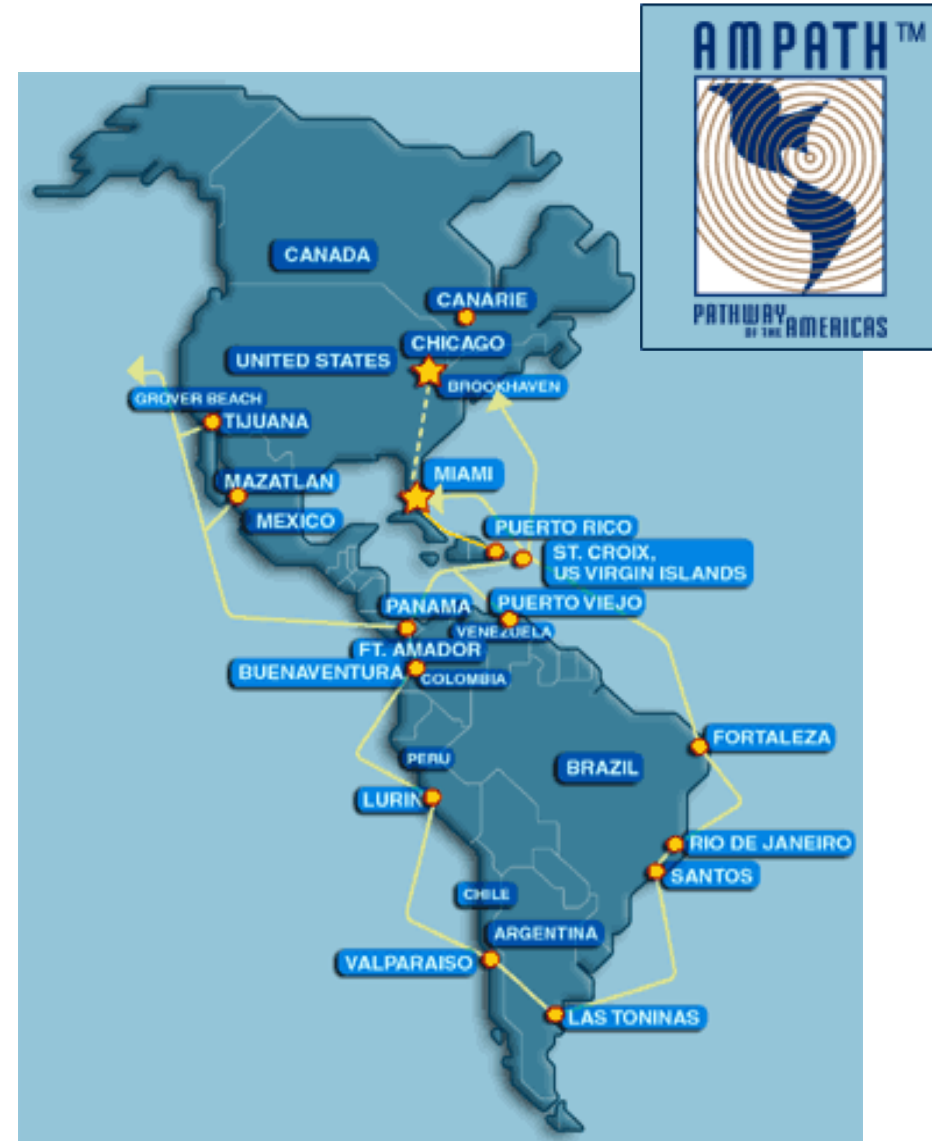 AMPATH™
PATHWAY
OF THE AMERICAS
CANADA
CANARIE
CHICAGO
UNITED STATES
BROOKHAVEN
GROVER BEACH
TIJUANA
MIAMI
MAZATLAN
MEXICO
PUERTO RICO
ST. CROIX,
US VIRGIN ISLANDS
PANAMA
PUERTO VIEJO
VENEZUELA
FT. AMADOR
BUENAVENTURA
COLOMBIA
FORTALEZA
PERU
BRAZIL
LURIN
RIO DE JANEIRO
SANTOS
CHILE
ARGENTINA
VALPARAISO
LAS TONINAS